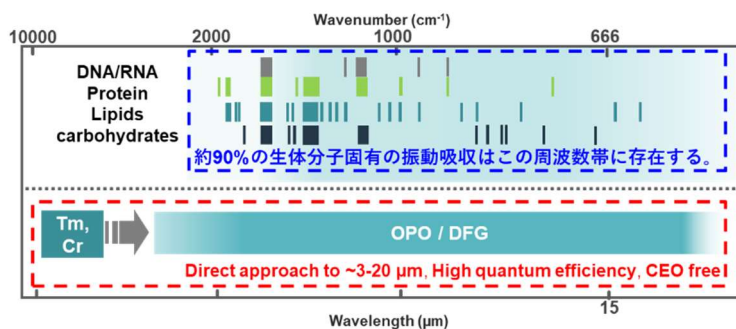 Wavenumber (cm⁻¹)
10000 2000 1000 666
DNA/RNA
Protein
Lipids
carbohydrates
約90%の生体分子固有の振動吸収はこの周波数帯に存在する。
Tm,
Cr
OPO / DFG
Direct approach to ~3-20 μm, High quantum efficiency, CEO free
10000 2000 1000 15
Wavelength (μm)